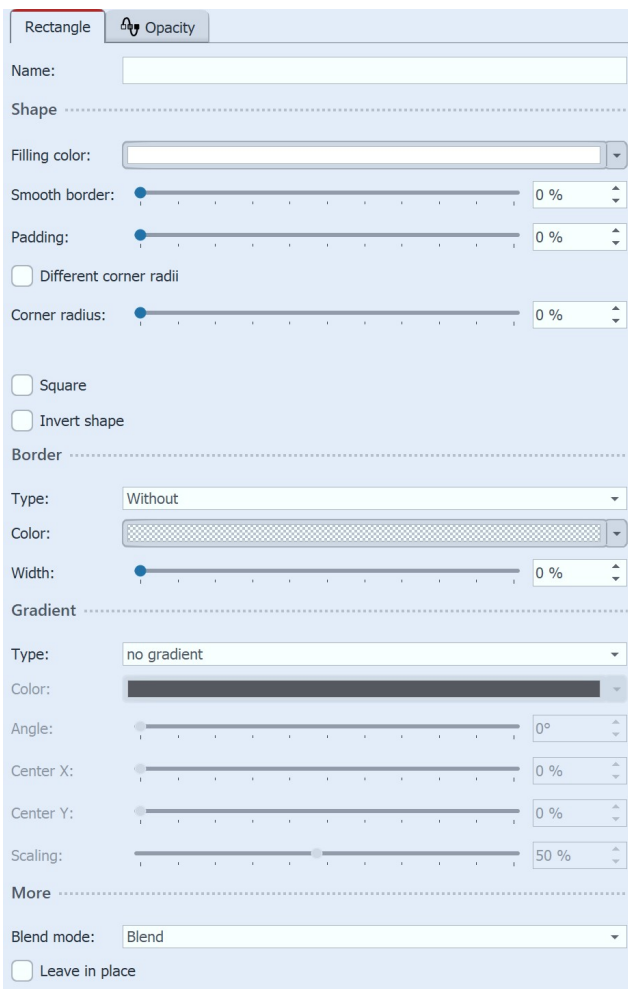 Rectangle Opacity
Name:
Shape
Filling color:
Smooth border: 0 %
Padding: 0 %
Different corner radii
Corner radius: 0 %
Square
Invert shape
Border
Type: Without
Color:
Width: 0 %
Gradient
Type: no gradient
Color:
Angle: 0°
Center X: 0 %
Center Y: 0 %
Scaling: 50 %
More
Blend mode: Blend
Leave in place